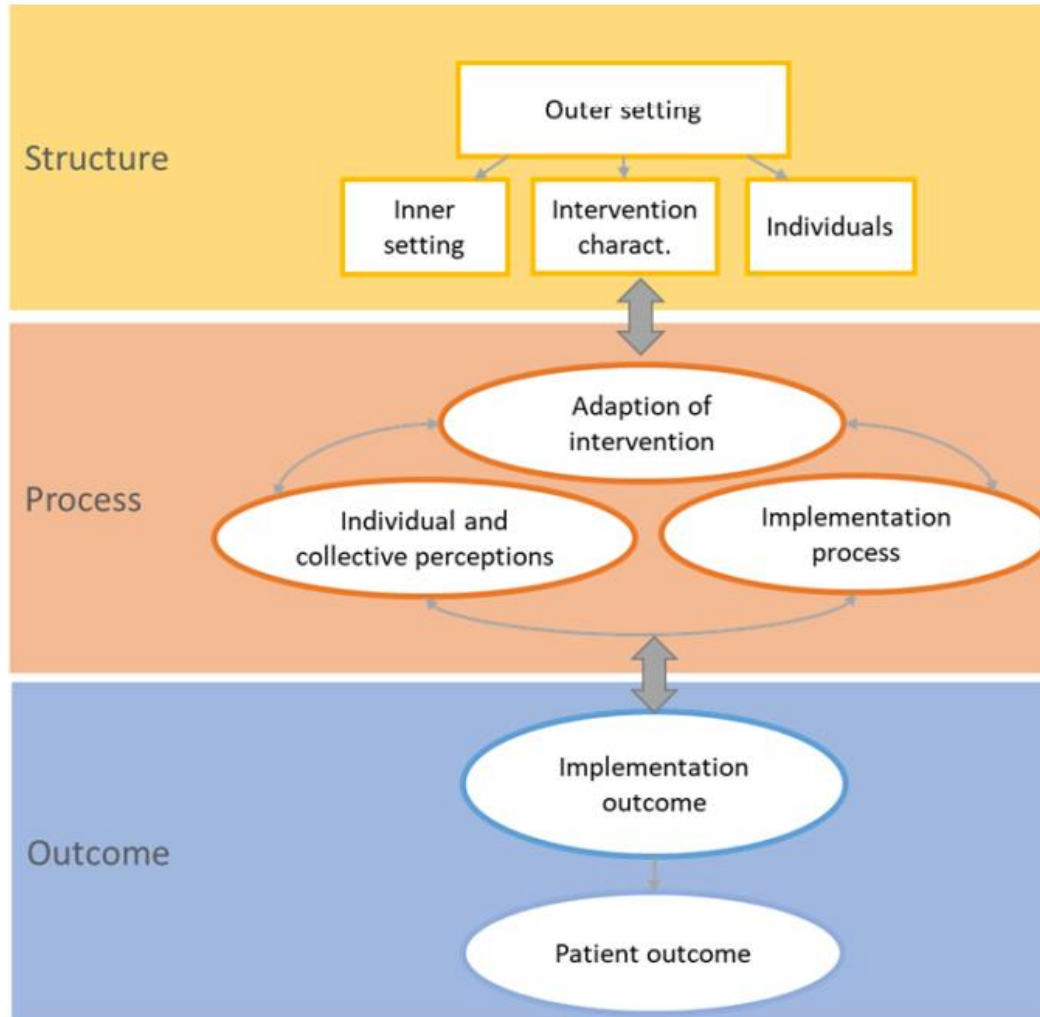 Structure
Outer setting
Inner
setting
Intervention
charact.
Individuals
Process
Adaption of
intervention
Individual and
collective perceptions
Implementation
process
Outcome
Implementation
outcome
Patient outcome